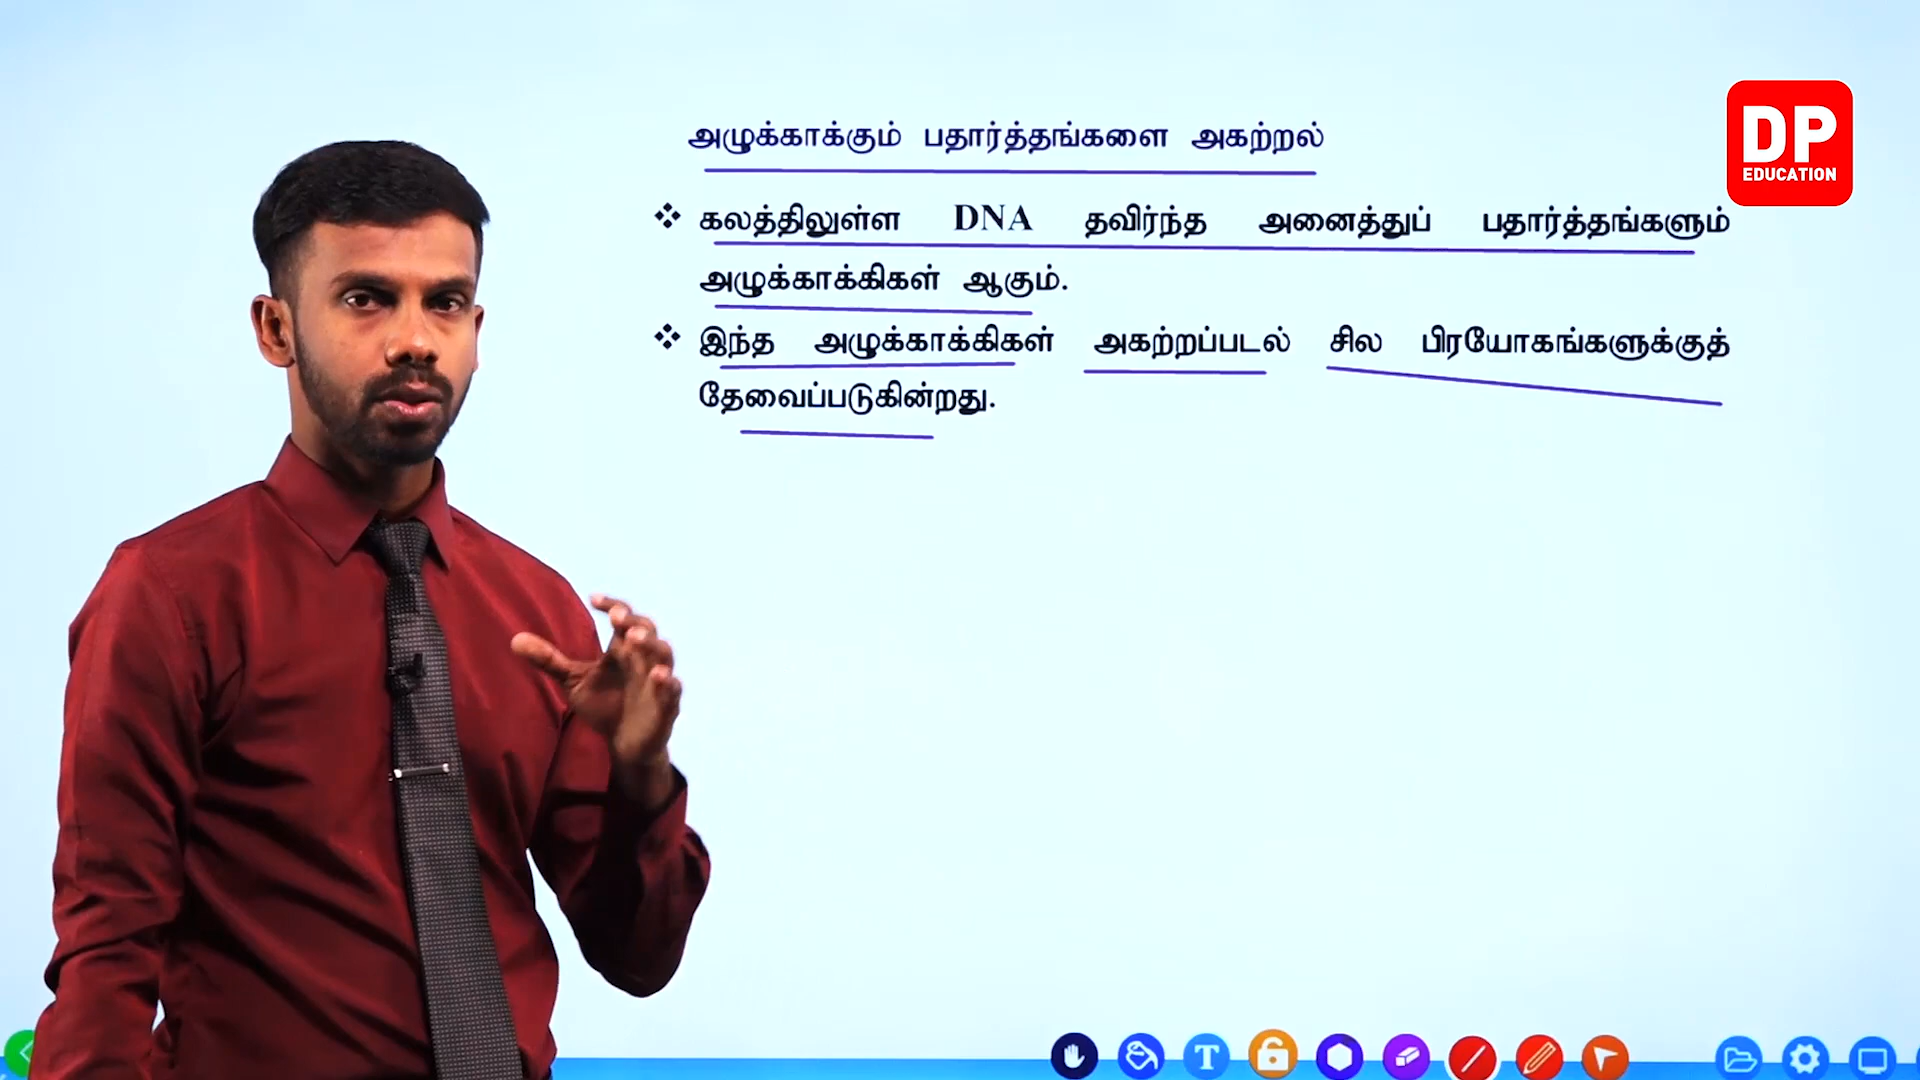 அழுக்காக்கும் பதார்த்தங்களை அகற்றல்
DP
EDUCATION
❖ கலத்திலுள்ள DNA தவிர்ந்த அனைத்துப் பதார்த்தங்களும்
அழுக்காக்கிகள் ஆகும்.
❖ இந்த அழுக்காக்கிகள் அகற்றப்படல் சில பிரயோகங்களுக்குத்
தேவைப்படுகின்றது.
T